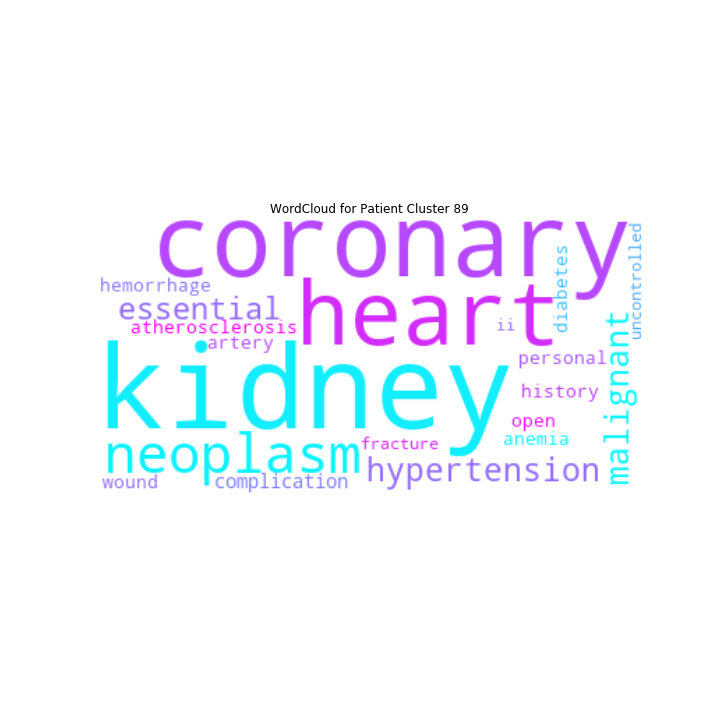 WordCloud for Patient Cluster 89
coronary
uncontrolled
diabetes
hemorrhage
heart
essential
ii
atherosclerosis
artery
kidney
personal
malignant
history
open
anemia
neoplasm
fracture
hypertension
wound
complication